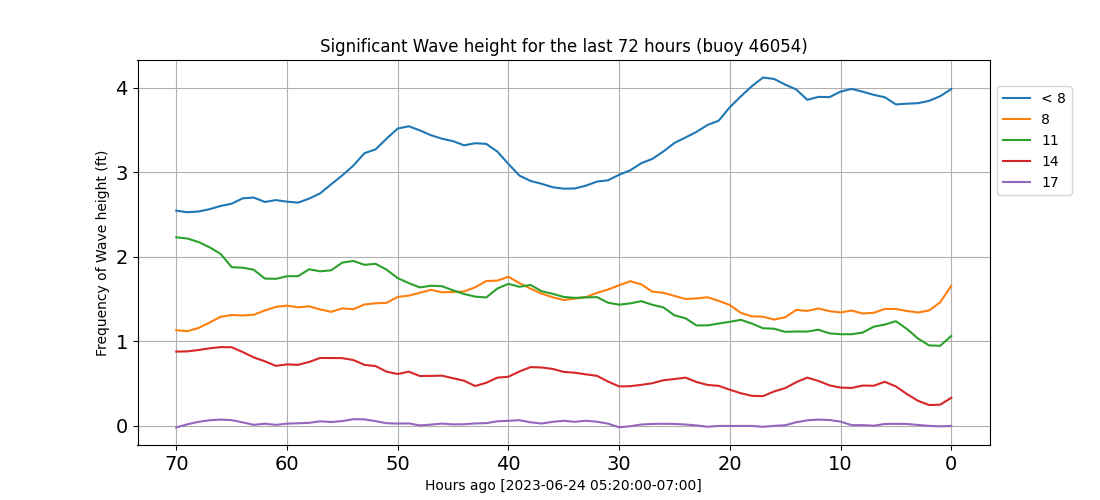 Significant Wave height for the last 72 hours (buoy 46054)
Frequency of Wave height (ft)
4
3
2
1
0
70 60 50 40 30 20 10 0
Hours ago [2023-06-24 05:20:00-07:00]
< 8
8
11
14
17